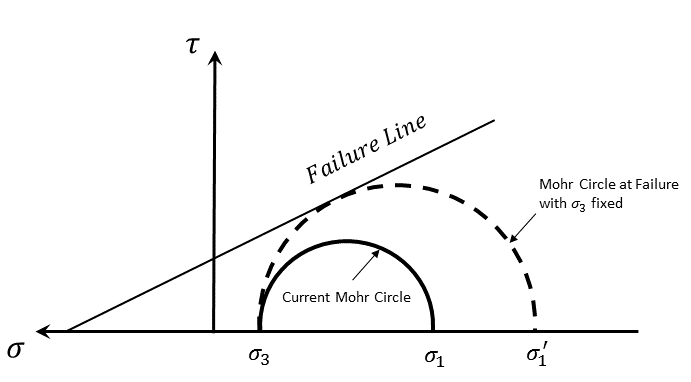 τ
Failure Line
Mohr Circle at Failure
with σ₃ fixed
Current Mohr Circle
σ
σ₃
σ₁
σ₁′